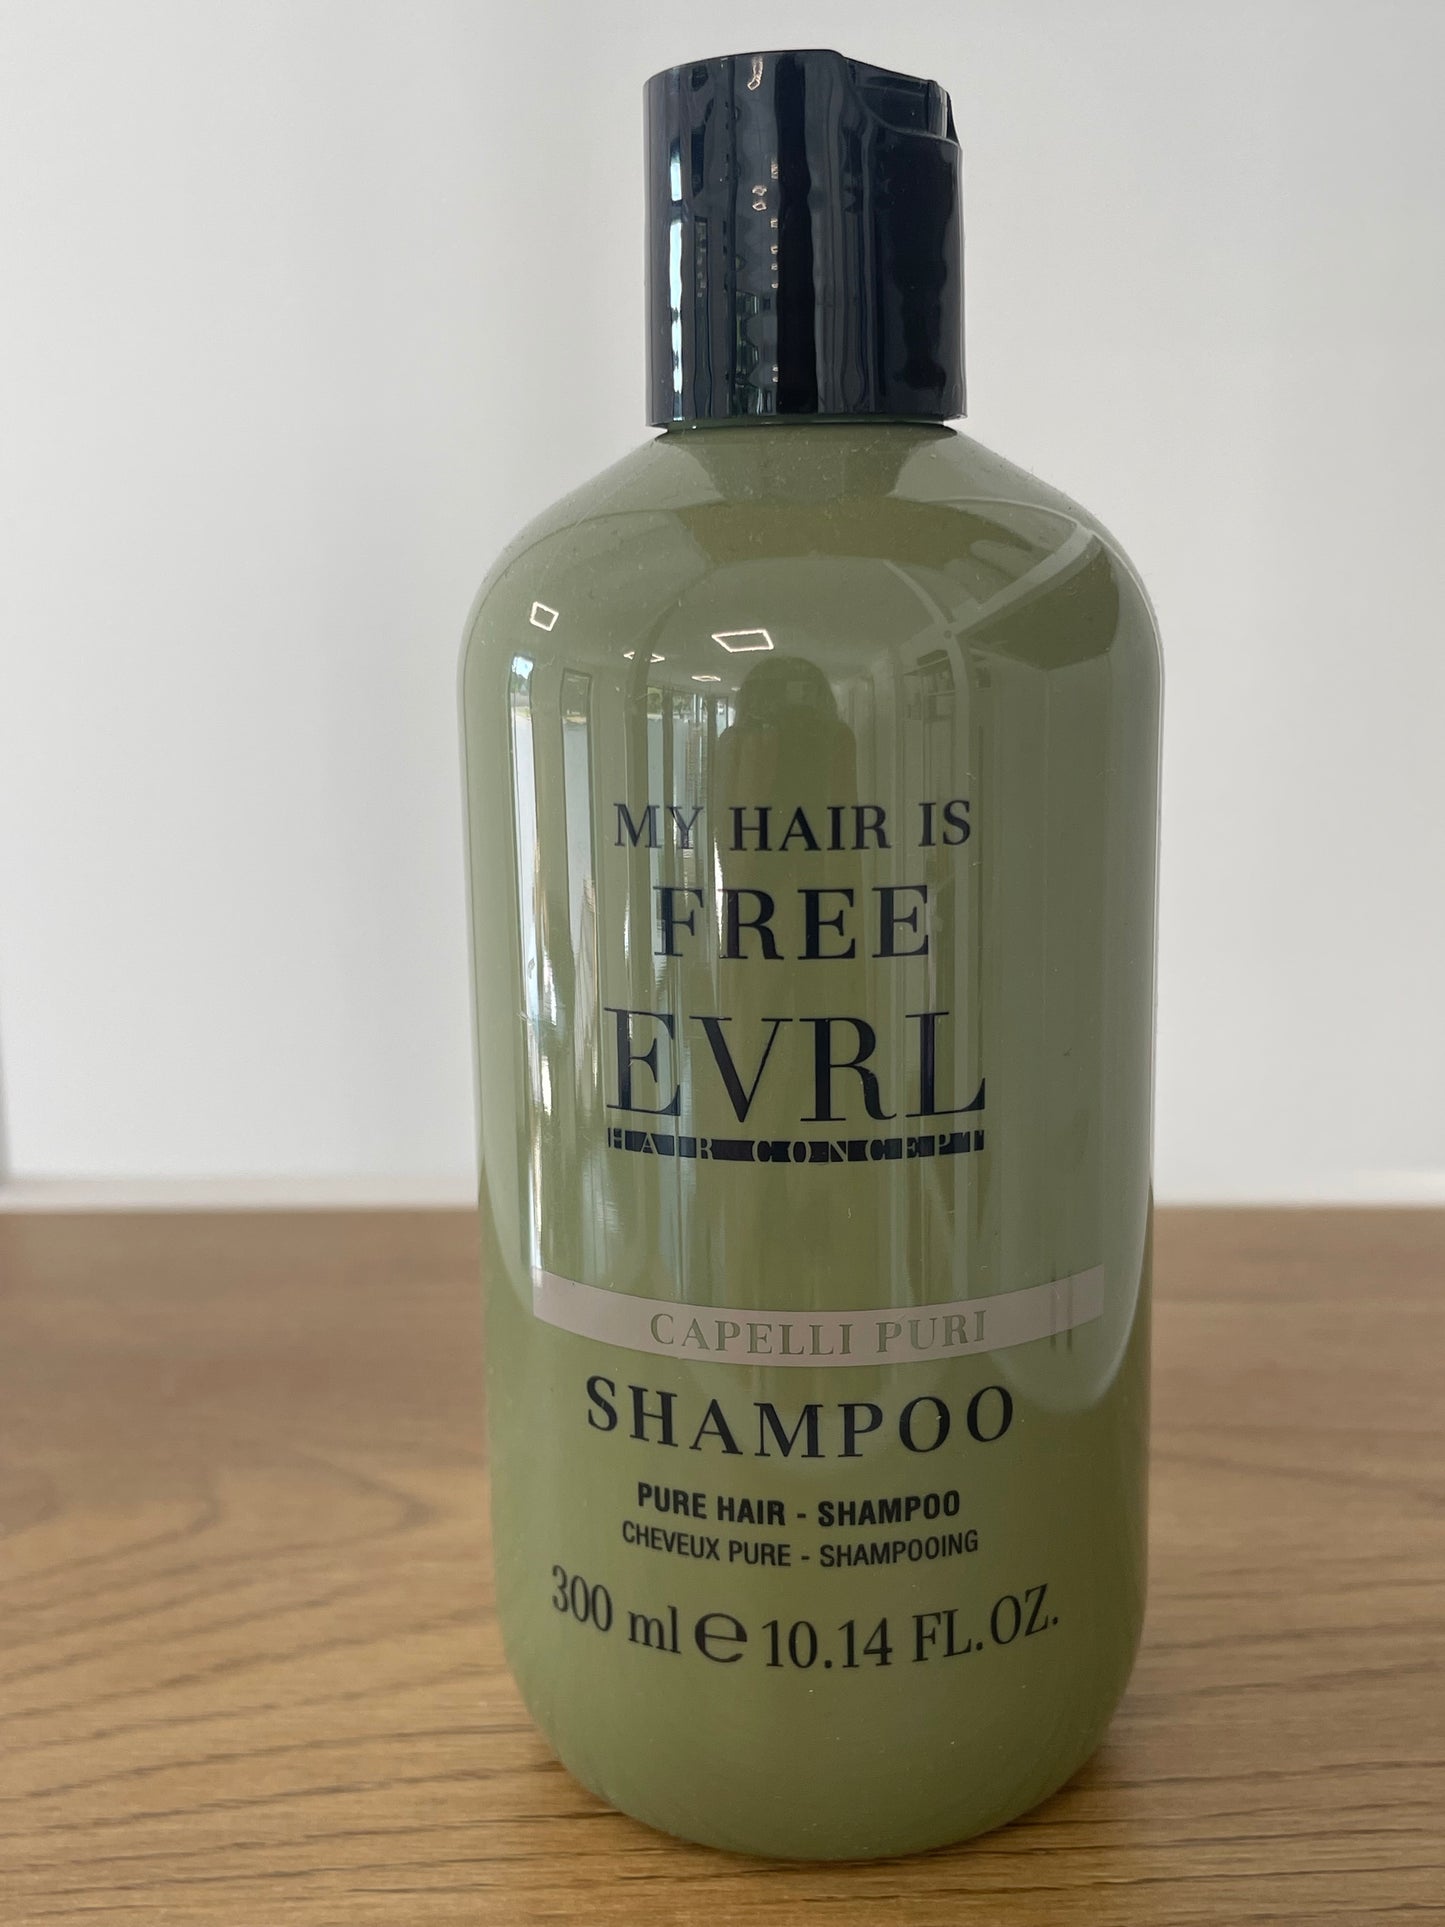 MY HAIR IS
FREE
EVRL
HAIR CONCEPT
CAPELLI PURI
SHAMPOO
PURE HAIR - SHAMPOO
CHEVEUX PURE - SHAMPOOING
300 ml ℮ 10.14 FL.OZ.